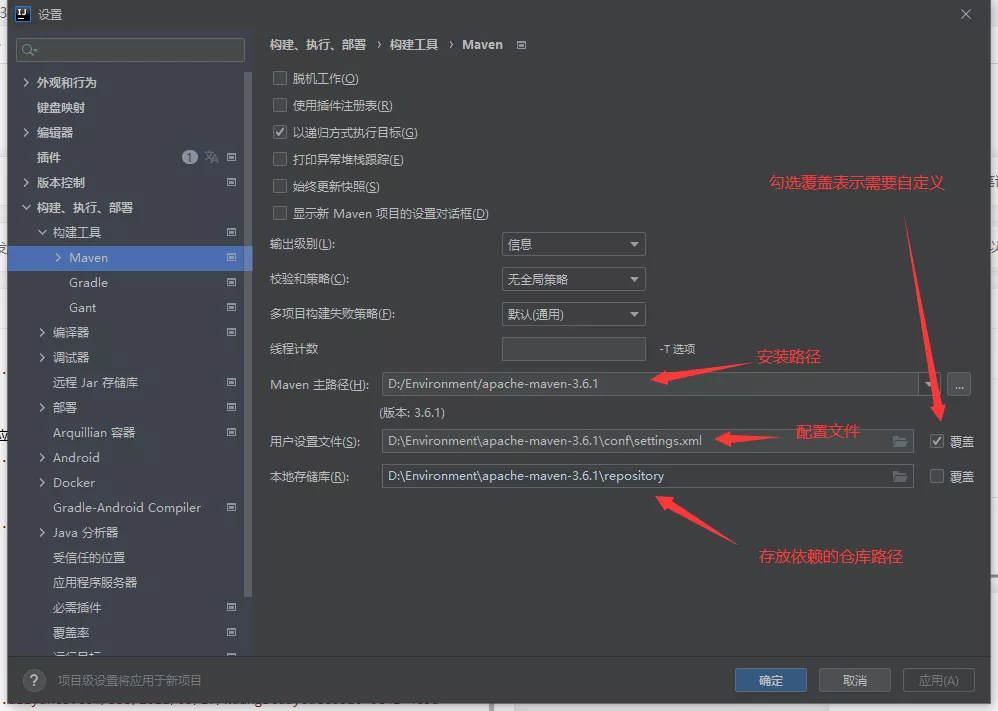 设置
构建、执行、部署 › 构建工具 › Maven
外观和行为
键盘映射
编辑器
插件 1
版本控制
构建、执行、部署
构建工具
Maven
Gradle
Gant
编译器
调试器
远程 Jar 存储库
部署
Arquillian 容器
Android
Docker
Gradle-Android Compiler
Java 分析器
受信任的位置
应用程序服务器
必需插件
覆盖率
运行目标
脱机工作(O)
使用插件注册表(R)
以递归方式执行目标(G)
打印异常堆栈跟踪(E)
始终更新快照(S)
显示新 Maven 项目的设置对话框(D)
输出级别(L): 信息
校验和策略(C): 无全局策略
多项目构建失败策略(F): 默认(通用)
线程计数 -T 选项
Maven 主路径(H): D:/Environment/apache-maven-3.6.1 ...
(版本: 3.6.1)
用户设置文件(S): D:\Environment\apache-maven-3.6.1\conf\settings.xml 覆盖
本地存储库(R): D:\Environment\apache-maven-3.6.1\repository 覆盖
勾选覆盖表示需要自定义
安装路径
配置文件
存放依赖的仓库路径
? 项目级设置将应用于新项目
确定 取消 应用(A)